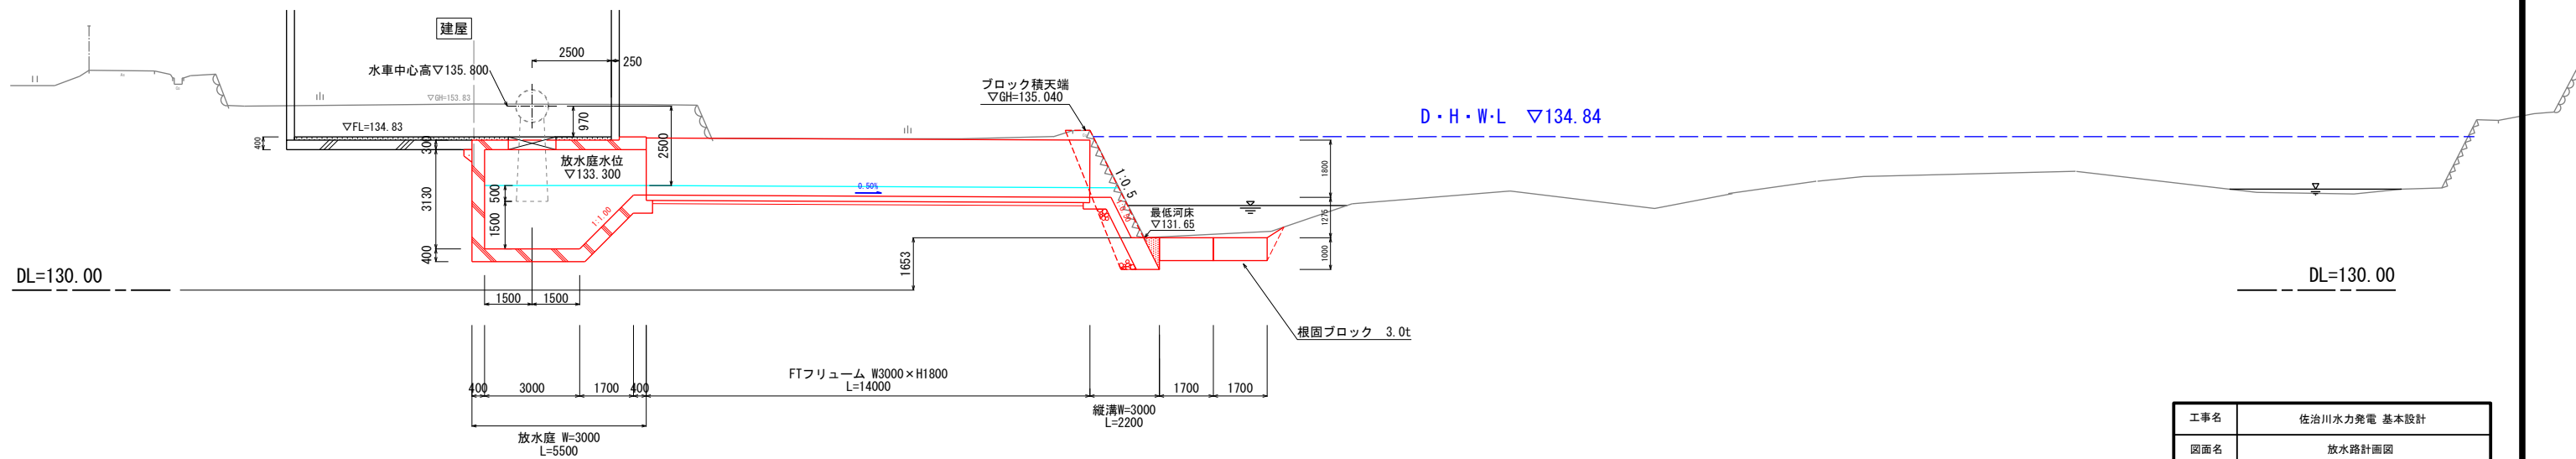 建屋
2500
250
水車中心高▽135.800
▽GH=153.83
▽FL=134.83
400
300
970
2500
放水庭水位
▽133.300
3130
500
1500
400
1:1.00
0.50%
ブロック積天端
▽GH=135.040
1:0.5
最低河床
▽131.65
D・H・W・L ▽134.84
1800
1275
1000
1653
DL=130.00
DL=130.00
1500
1500
根固ブロック 3.0t
400
3000
1700
400
FTフリューム W3000×H1800
L=14000
1700
1700
縦溝W=3000
L=2200
放水庭 W=3000
L=5500
工事名
佐治川水力発電 基本設計
図面名
放水路計画図